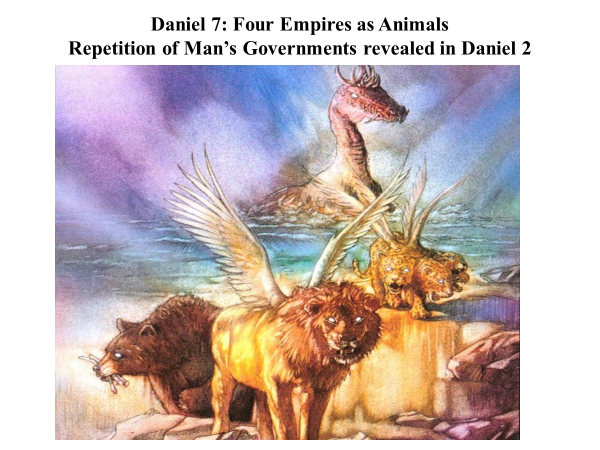 Daniel 7: Four Empires as Animals
Repetition of Man’s Governments revealed in Daniel 2